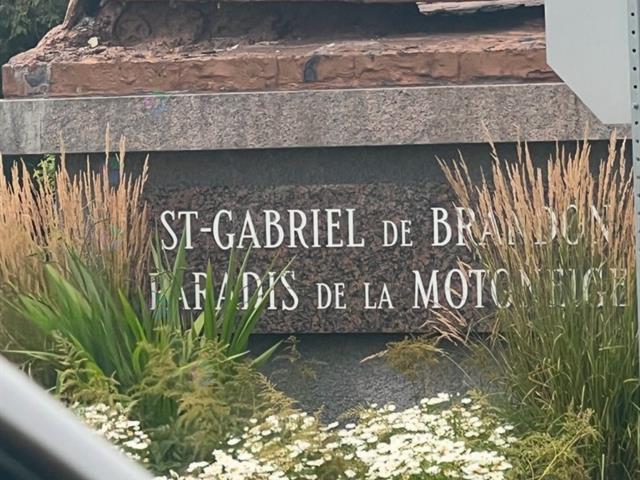 ST-GABRIEL DE BRANDON
PARADIS DE LA MOTONEIGE